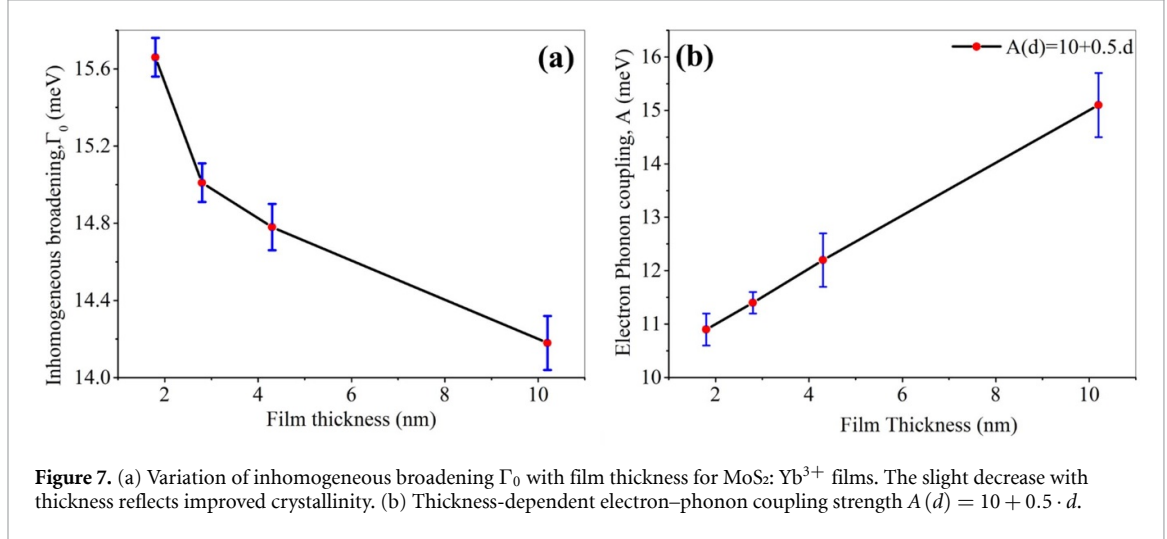 (a)
15.6
15.2
14.8
14.4
14.0
Inhomogeneous broadening,Γ₀ (meV)
2 4 6 8 10
Film thickness (nm)
(b)
A(d)=10+0.5.d
16
15
14
13
12
11
10
Electron Phonon coupling, A (meV)
2 4 6 8 10
Film Thickness (nm)
Figure 7. (a) Variation of inhomogeneous broadening Γ₀ with film thickness for MoS₂: Yb³⁺ films. The slight decrease with
thickness reflects improved crystallinity. (b) Thickness-dependent electron–phonon coupling strength A (d) = 10 + 0.5 · d.